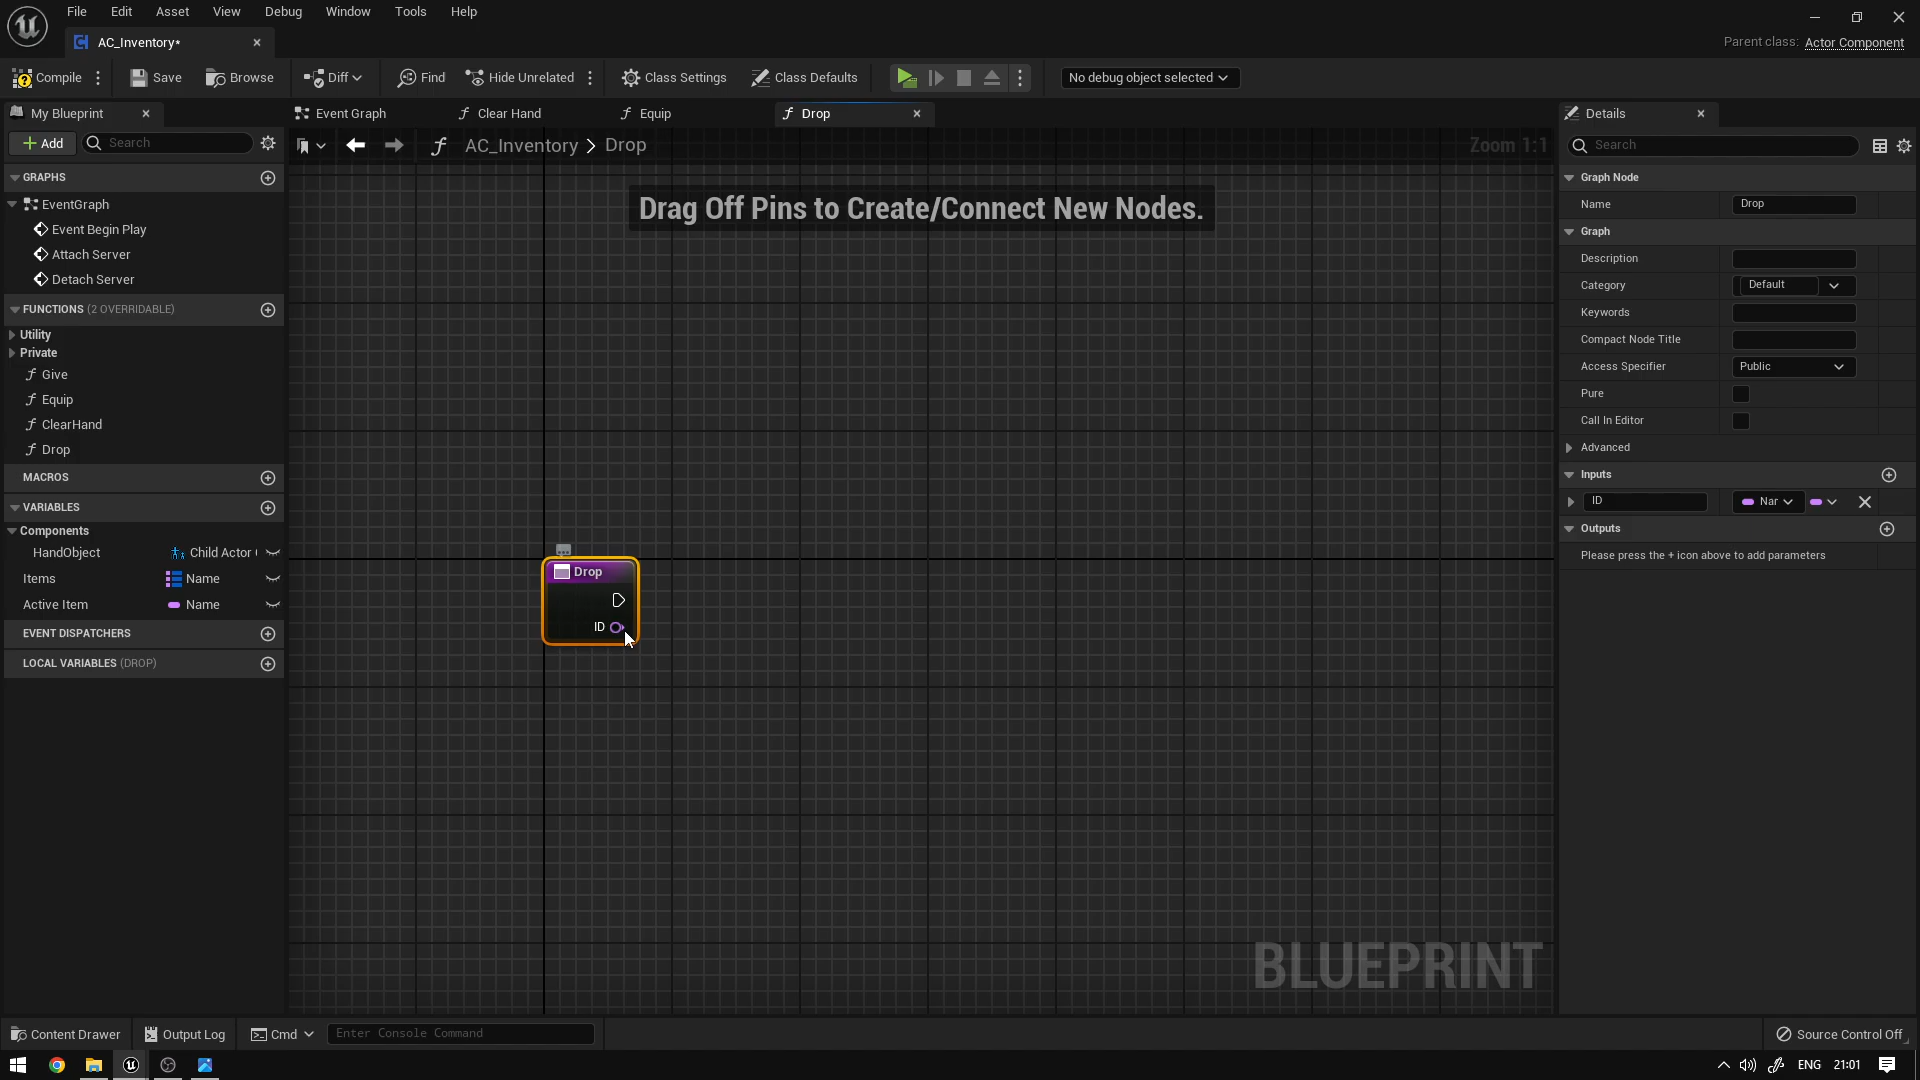 File Edit Asset View Debug Window Tools Help
AC_Inventory*
Parent class: Actor Component
Compile Save Browse Diff Find Hide Unrelated Class Settings Class Defaults No debug object selected
My Blueprint
Event Graph Clear Hand Equip Drop
Details
Add Search
AC_Inventory > Drop
Zoom 1:1
Search
Drag Off Pins to Create/Connect New Nodes.
GRAPHS
EventGraph
Event Begin Play
Attach Server
Detach Server
FUNCTIONS (2 OVERRIDABLE)
Utility
Private
Give
Equip
ClearHand
Drop
MACROS
VARIABLES
Components
HandObject Child Actor
Items Name
Active Item Name
EVENT DISPATCHERS
LOCAL VARIABLES (DROP)
Drop
ID
BLUEPRINT
Graph Node
Name Drop
Graph
Description
Category Default
Keywords
Compact Node Title
Access Specifier Public
Pure
Call In Editor
Advanced
Inputs
ID Nar
Outputs
Please press the + icon above to add parameters
Content Drawer Output Log Cmd Enter Console Command Source Control Off
ENG 21:01